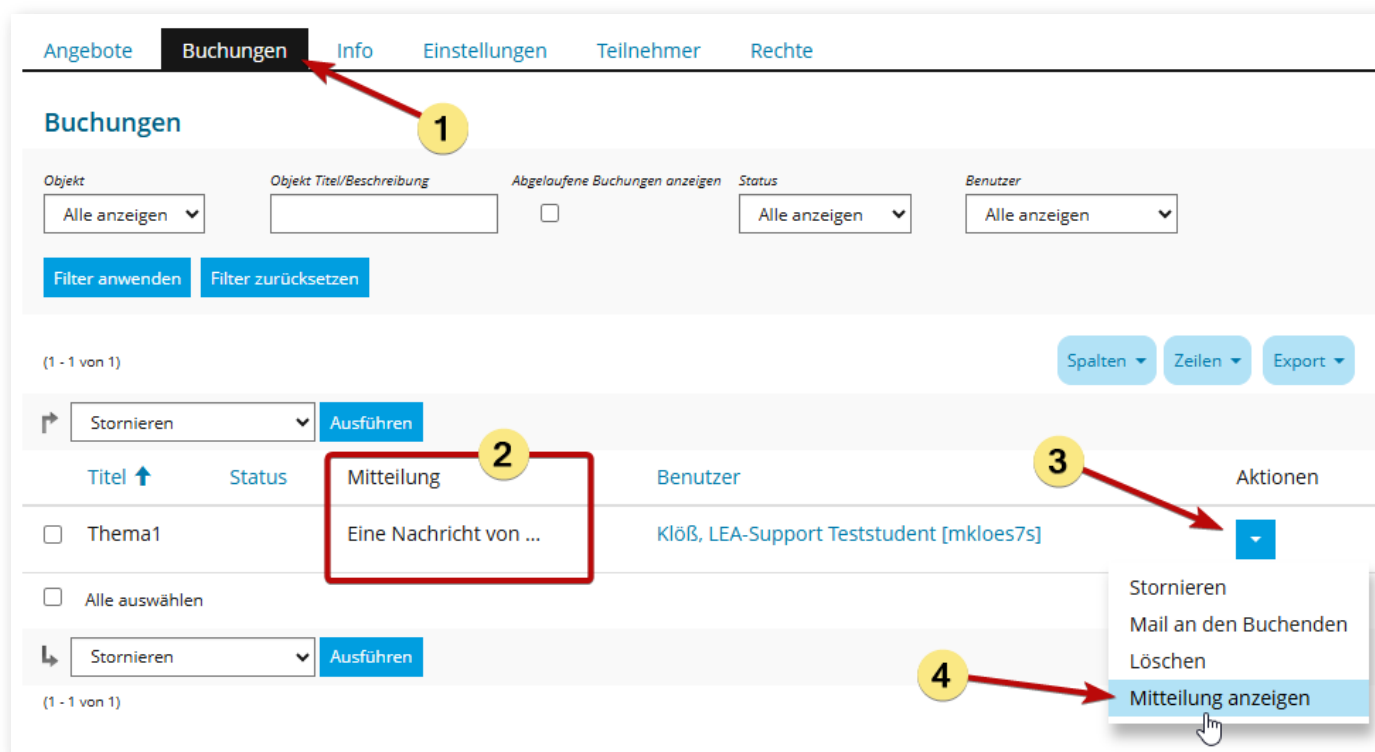 Angebote Buchungen Info Einstellungen Teilnehmer Rechte
1
Buchungen
Objekt Objekt Titel/Beschreibung Abgelaufene Buchungen anzeigen Status Benutzer
Alle anzeigen Alle anzeigen Alle anzeigen
Filter anwenden Filter zurücksetzen
(1 - 1 von 1) Spalten Zeilen Export
Stornieren Ausführen
2
3
Titel Status Mitteilung Benutzer Aktionen
Thema1 Eine Nachricht von ... Klöß, LEA-Support Teststudent [mkloes7s]
Alle auswählen
Stornieren
Mail an den Buchenden
Löschen
Mitteilung anzeigen
Stornieren Ausführen
4
(1 - 1 von 1)